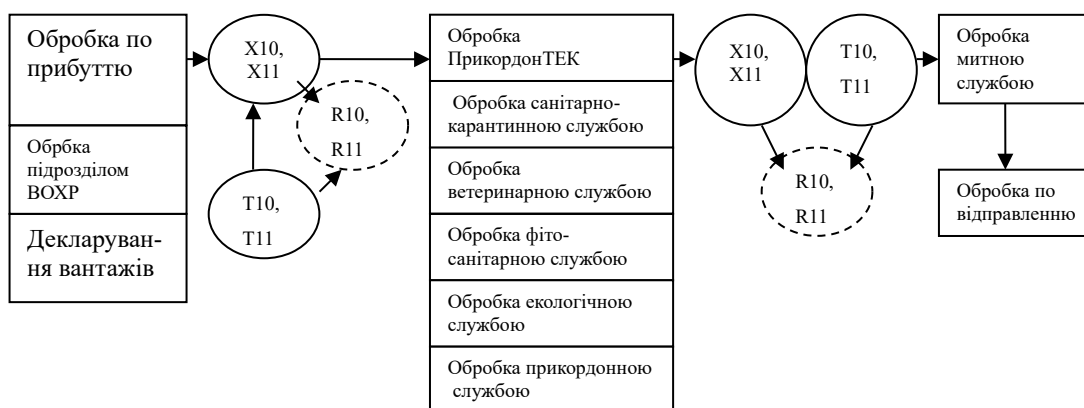 Обробка по
прибуттю
Обрбка
підрозділом
ВОХР
Декларуван-
ня вантажів
X10,
X11
R10,
R11
T10,
T11
Обробка
ПрикордонТЕК
Обробка санітарно-
карантинною службою
Обробка
ветеринарною службою
Обробка фіто-
санітарною службою
Обробка екологічною
службою
Обробка прикордонною
службою
X10,
X11
T10,
T11
R10,
R11
Обробка
митною
службою
Обробка по
відправленню